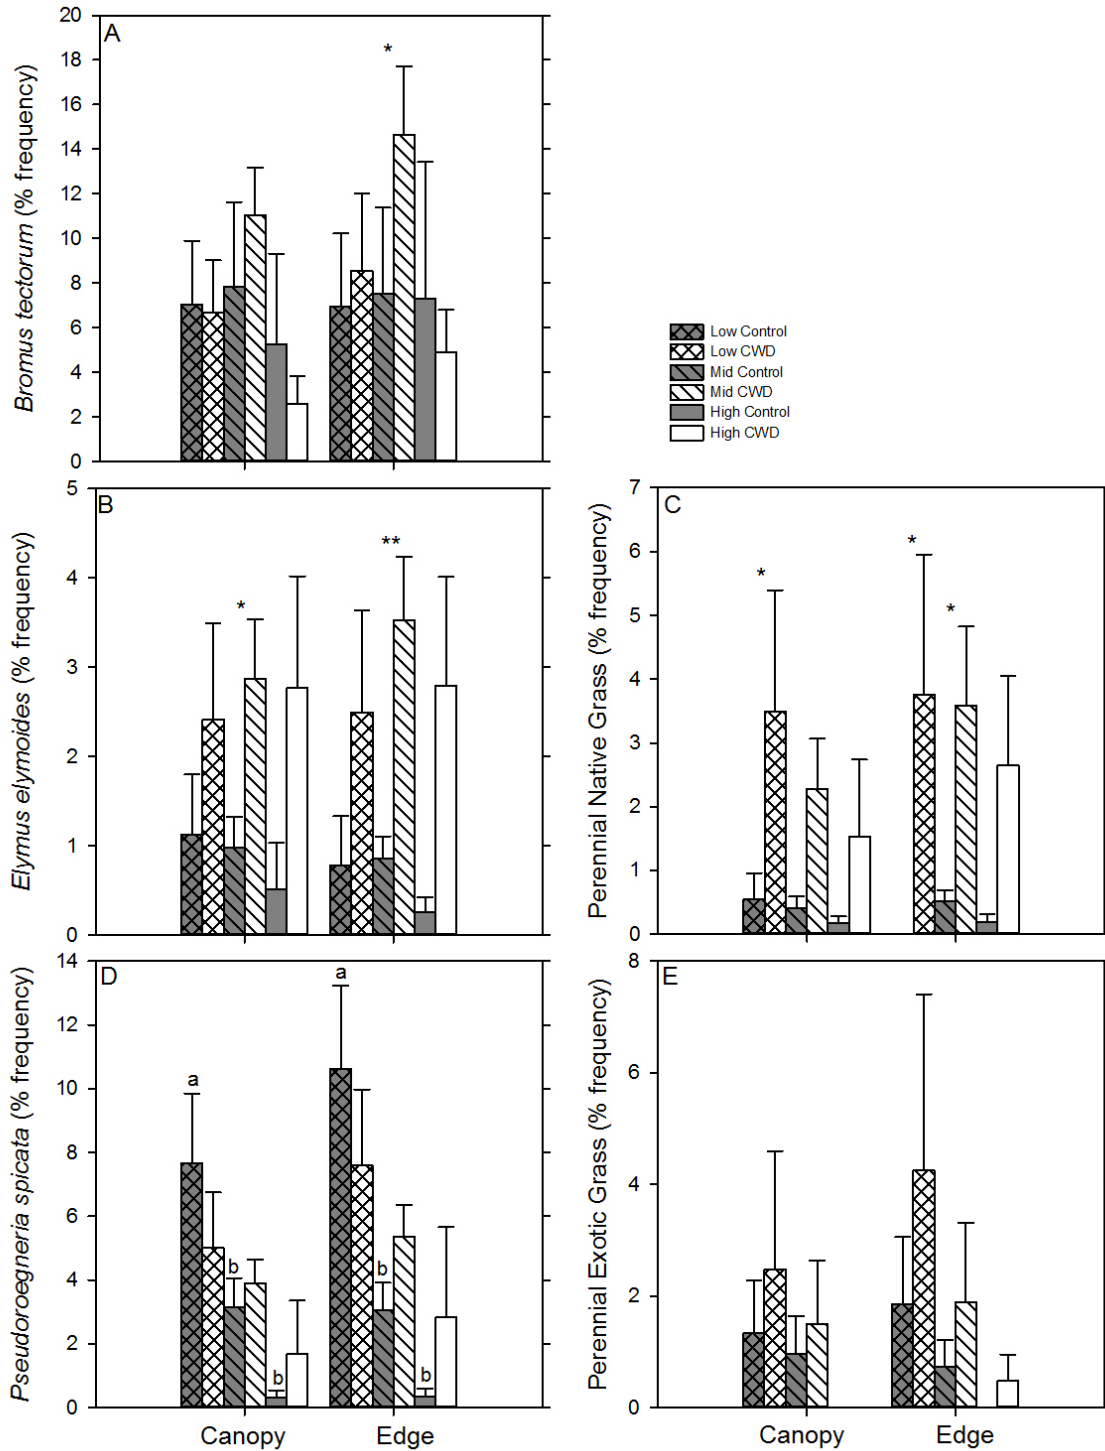 A
20
18
16
14
12
10
8
6
4
2
0
Bromus tectorum (% frequency)
*
Low Control
Low CWD
Mid Control
Mid CWD
High Control
High CWD
B
5
4
3
2
1
0
Elymus elymoides (% frequency)
*
**
C
7
6
5
4
3
2
1
0
Perennial Native Grass (% frequency)
*
*
*
D
14
12
10
8
6
4
2
0
Pseudoroegneria spicata (% frequency)
a
b
b
a
b
b
Canopy
Edge
E
8
6
4
2
0
Perennial Exotic Grass (% frequency)
Canopy
Edge